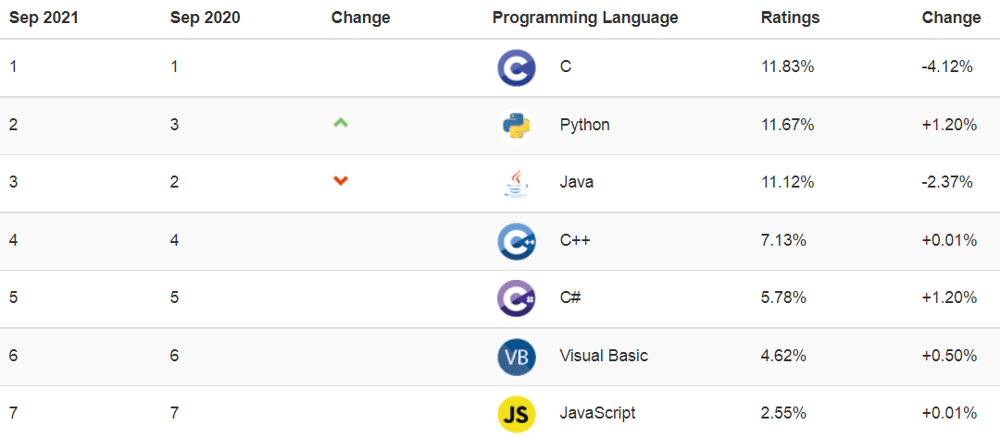 Sep 2021 Sep 2020 Change Programming Language Ratings Change
1 1 C C 11.83% -4.12%
2 3 Python 11.67% +1.20%
3 2 Java 11.12% -2.37%
4 4 C++ C++ 7.13% +0.01%
5 5 C# C# 5.78% +1.20%
6 6 VB Visual Basic 4.62% +0.50%
7 7 JS JavaScript 2.55% +0.01%